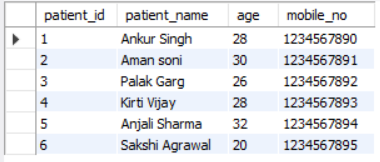 patient_id patient_name age mobile_no
1 Ankur Singh 28 1234567890
2 Aman soni 30 1234567891
3 Palak Garg 26 1234567892
4 Kirti Vijay 28 1234567893
5 Anjali Sharma 32 1234567894
6 Sakshi Agrawal 20 1234567895